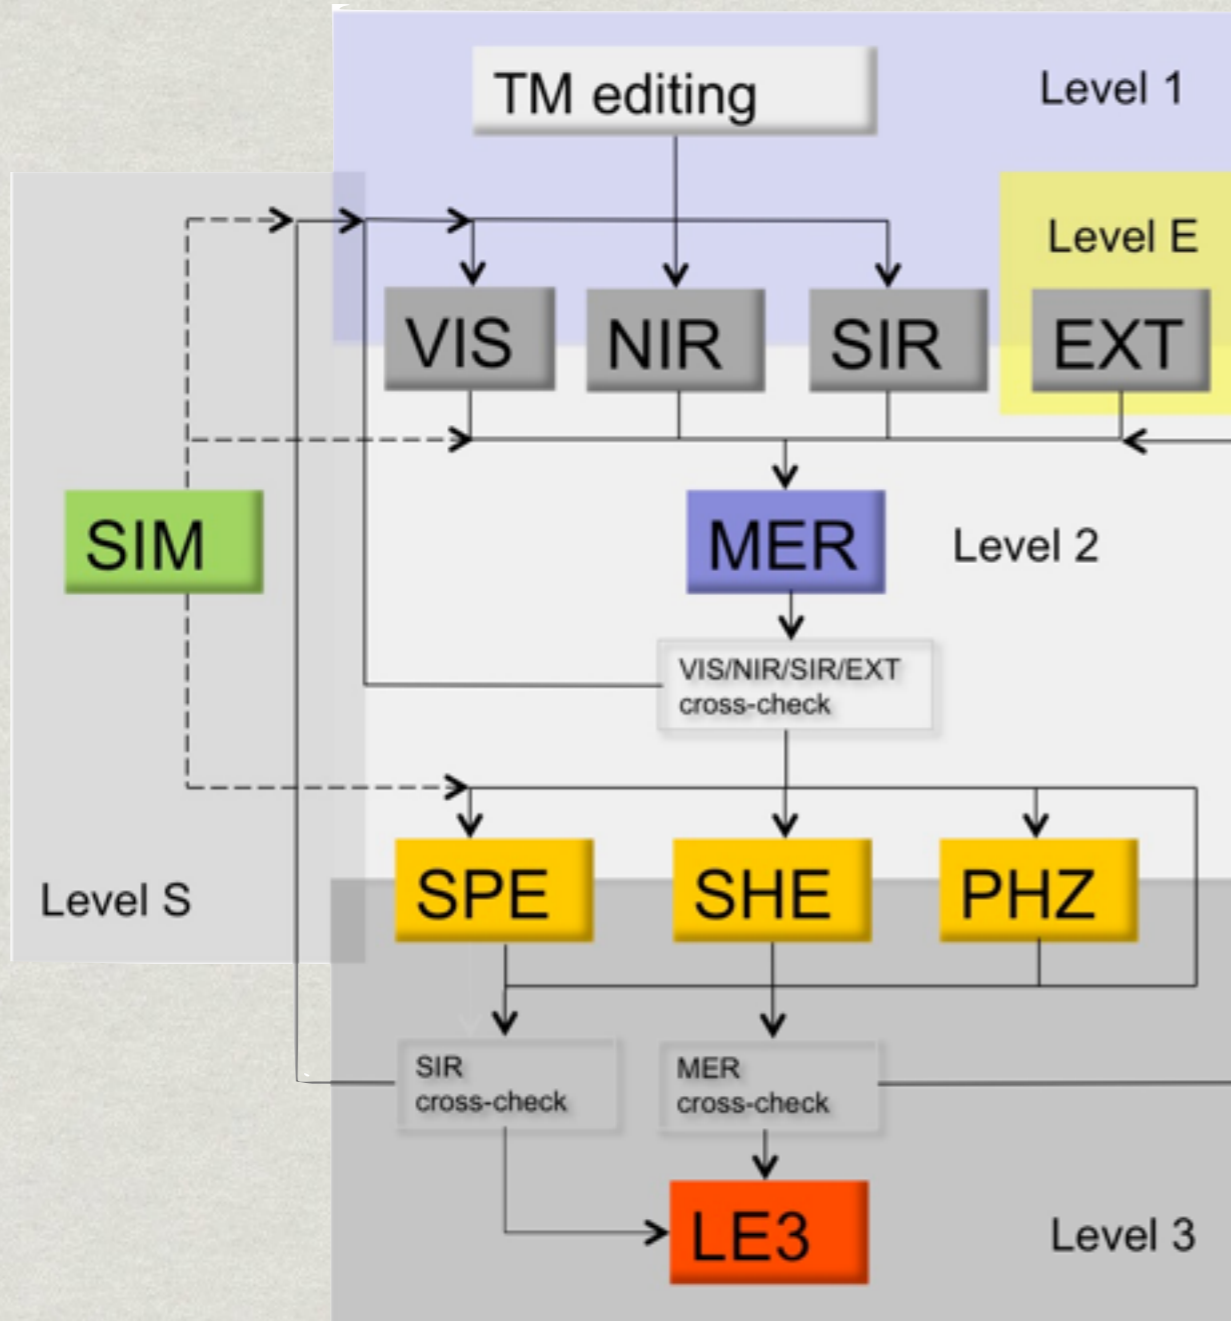 TM editing
Level 1
Level E
VIS
NIR
SIR
EXT
SIM
MER
Level 2
VIS/NIR/SIR/EXT
cross-check
SPE
SHE
PHZ
Level S
SIR
cross-check
MER
cross-check
LE3
Level 3